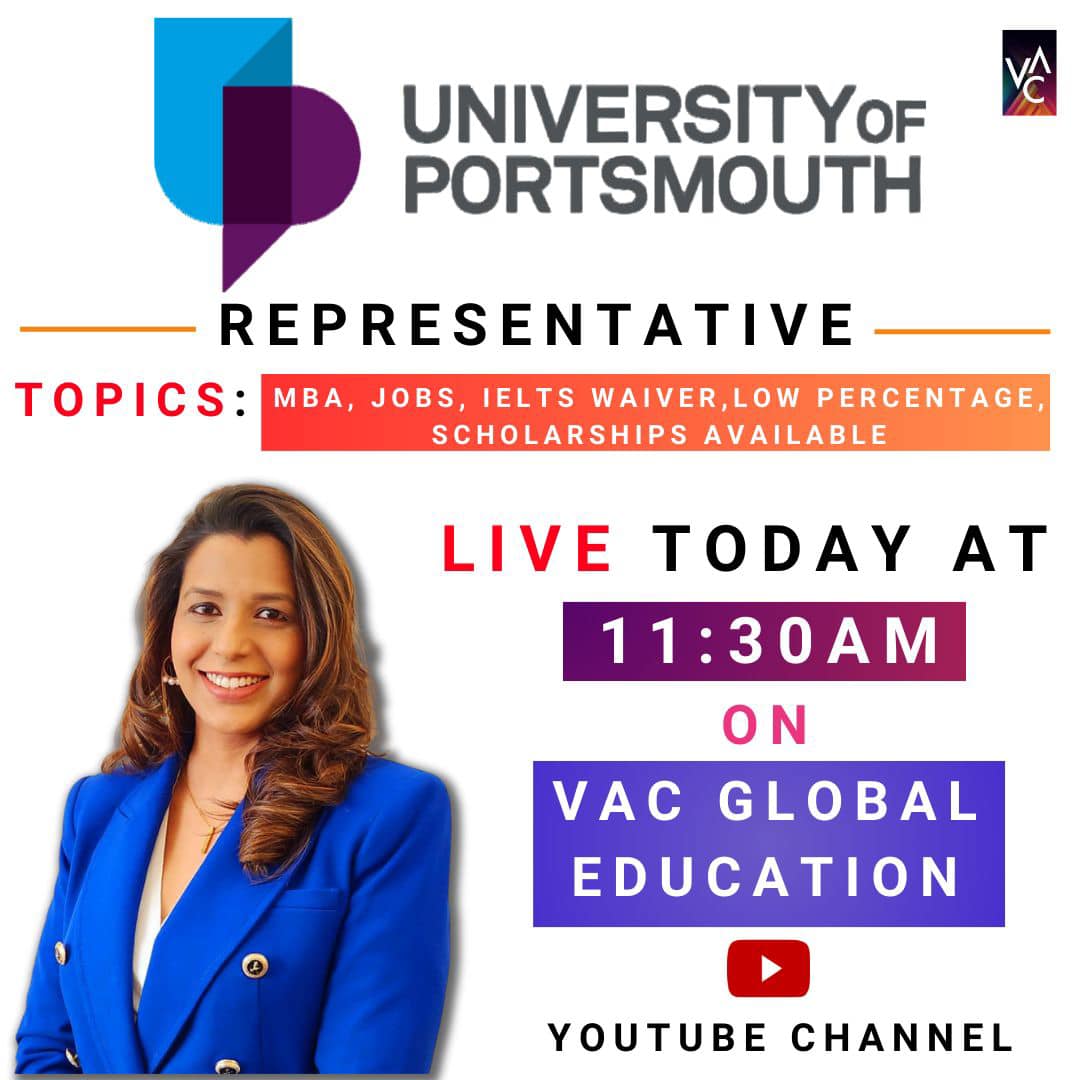 UNIVERSITY OF
PORTSMOUTH
VAC
REPRESENTATIVE
TOPICS: MBA, JOBS, IELTS WAIVER,LOW PERCENTAGE,
SCHOLARSHIPS AVAILABLE
LIVE TODAY AT
11:30AM
ON
VAC GLOBAL
EDUCATION
YOUTUBE CHANNEL